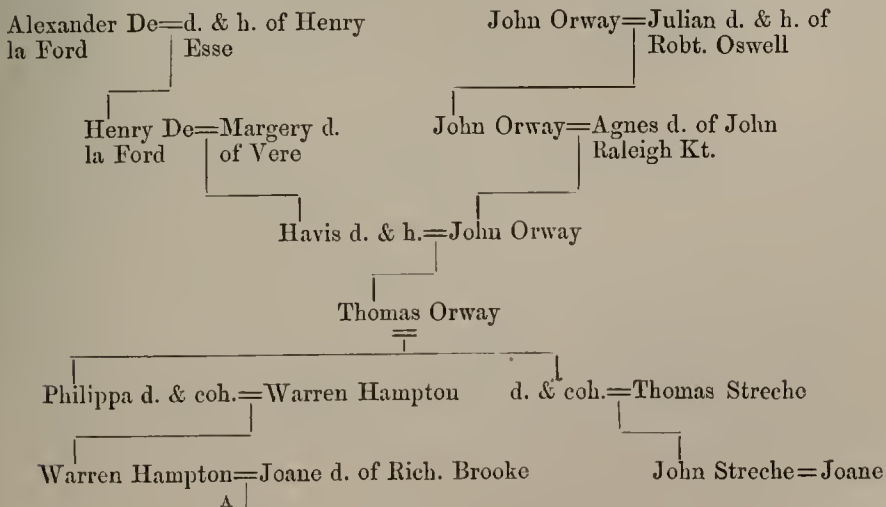 Alexander De=d. & h. of Henry
la Ford Esse
John Orway=Julian d. & h. of
Robt. Oswell
Henry De=Margery d.
la Ford of Vere
John Orway=Agnes d. of John
Raleigh Kt.
Havis d. & h.=John Orway
Thomas Orway
=
Philippa d. & coh.=Warren Hampton
d. & coh.=Thomas Streche
Warren Hampton=Joane d. of Rich. Brooke
John Streche=Joane
A